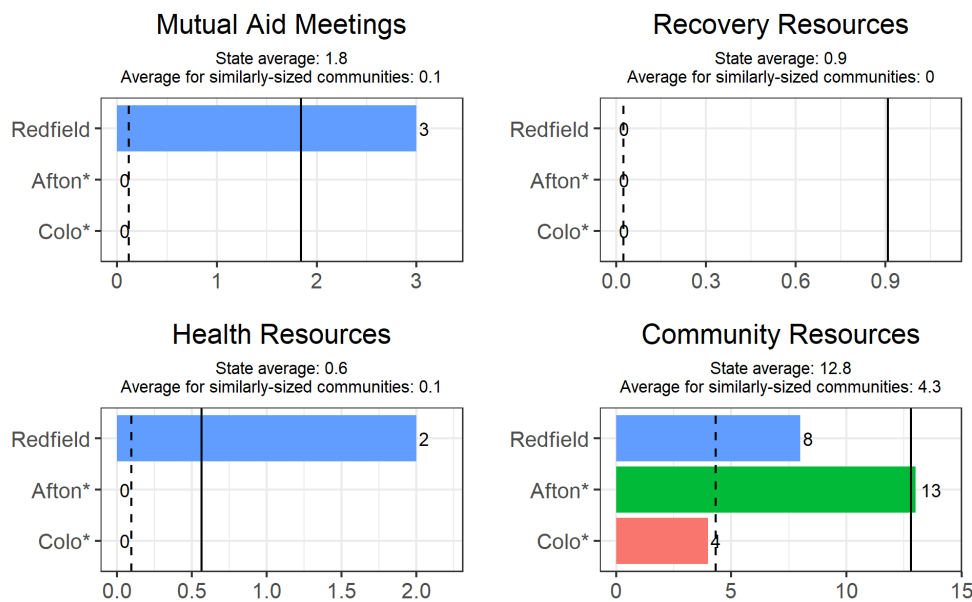 Mutual Aid Meetings
State average: 1.8
Average for similarly-sized communities: 0.1
Redfield
3
Afton*
0
Colo*
0
0
1
2
3
Recovery Resources
State average: 0.9
Average for similarly-sized communities: 0
Redfield
0
Afton*
0
Colo*
0
0.0
0.3
0.6
0.9
Health Resources
State average: 0.6
Average for similarly-sized communities: 0.1
Redfield
2
Afton*
0
Colo*
0
0.0
0.5
1.0
1.5
2.0
Community Resources
State average: 12.8
Average for similarly-sized communities: 4.3
Redfield
8
Afton*
13
Colo*
4
0
5
10
15